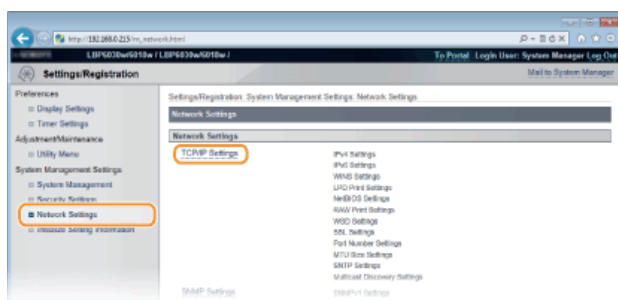 http://192.168.0.215/m_network.html
LBP6030w/6018w / LBP6030w/6018w /
To Portal Login User: System Manager Log Out
Settings/Registration
Mail to System Manager
Preferences
Display Settings
Timer Settings
Adjustment/Maintenance
Utility Menu
System Management Settings
System Management
Security Settings
Network Settings
Initialize Setting Information
Settings/Registration: System Management Settings: Network Settings
Network Settings
Network Settings
TCP/IP Settings
IPv4 Settings
IPv6 Settings
WINS Settings
LPD Print Settings
NetBIOS Settings
RAW Print Settings
WSD Settings
SSL Settings
Port Number Settings
MTU Size Settings
SNTP Settings
Multicast Discovery Settings
SNMP Settings
SNMPv1 Settings